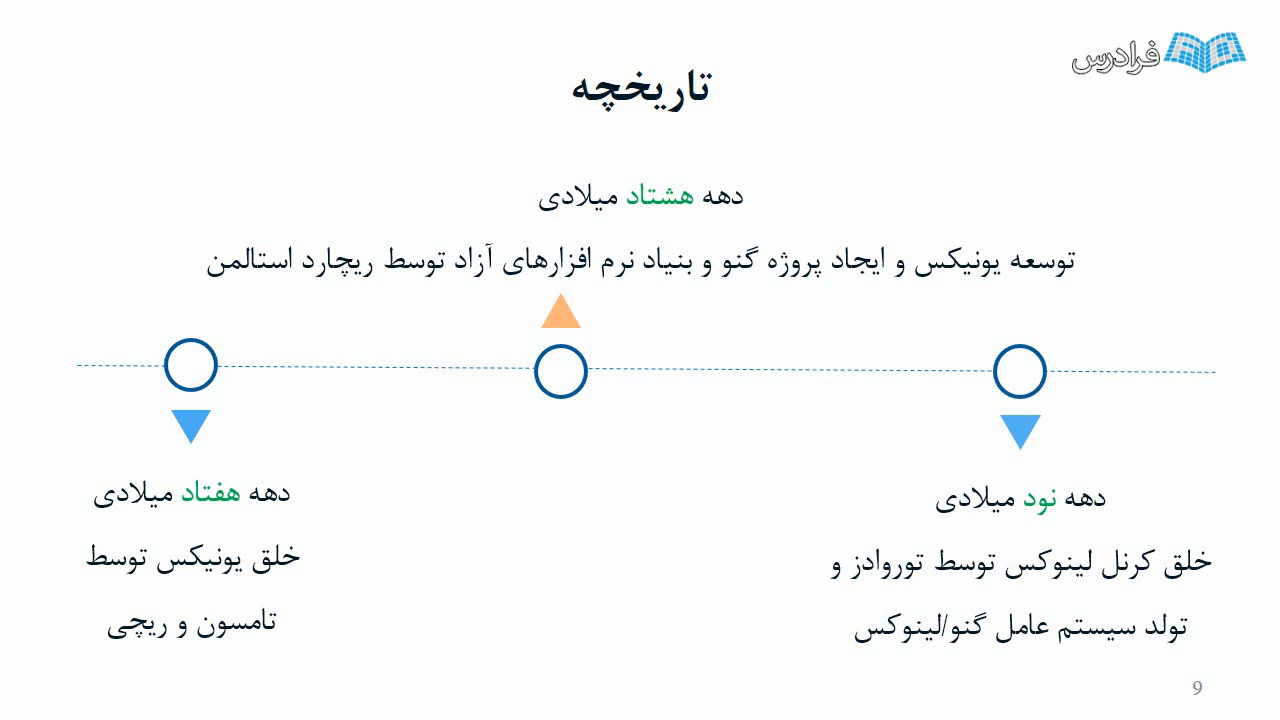 فرادرس
تاریخچه
دهه هشتاد میلادی
توسعه یونیکس و ایجاد پروژه گنو و بنیاد نرم افزارهای آزاد توسط ریچارد استالمن
دهه هفتاد میلادی
خلق یونیکس توسط
تامسون و ریچی
دهه نود میلادی
خلق کرنل لینوکس توسط توروادز و
تولد سیستم عامل گنو/لینوکس
9